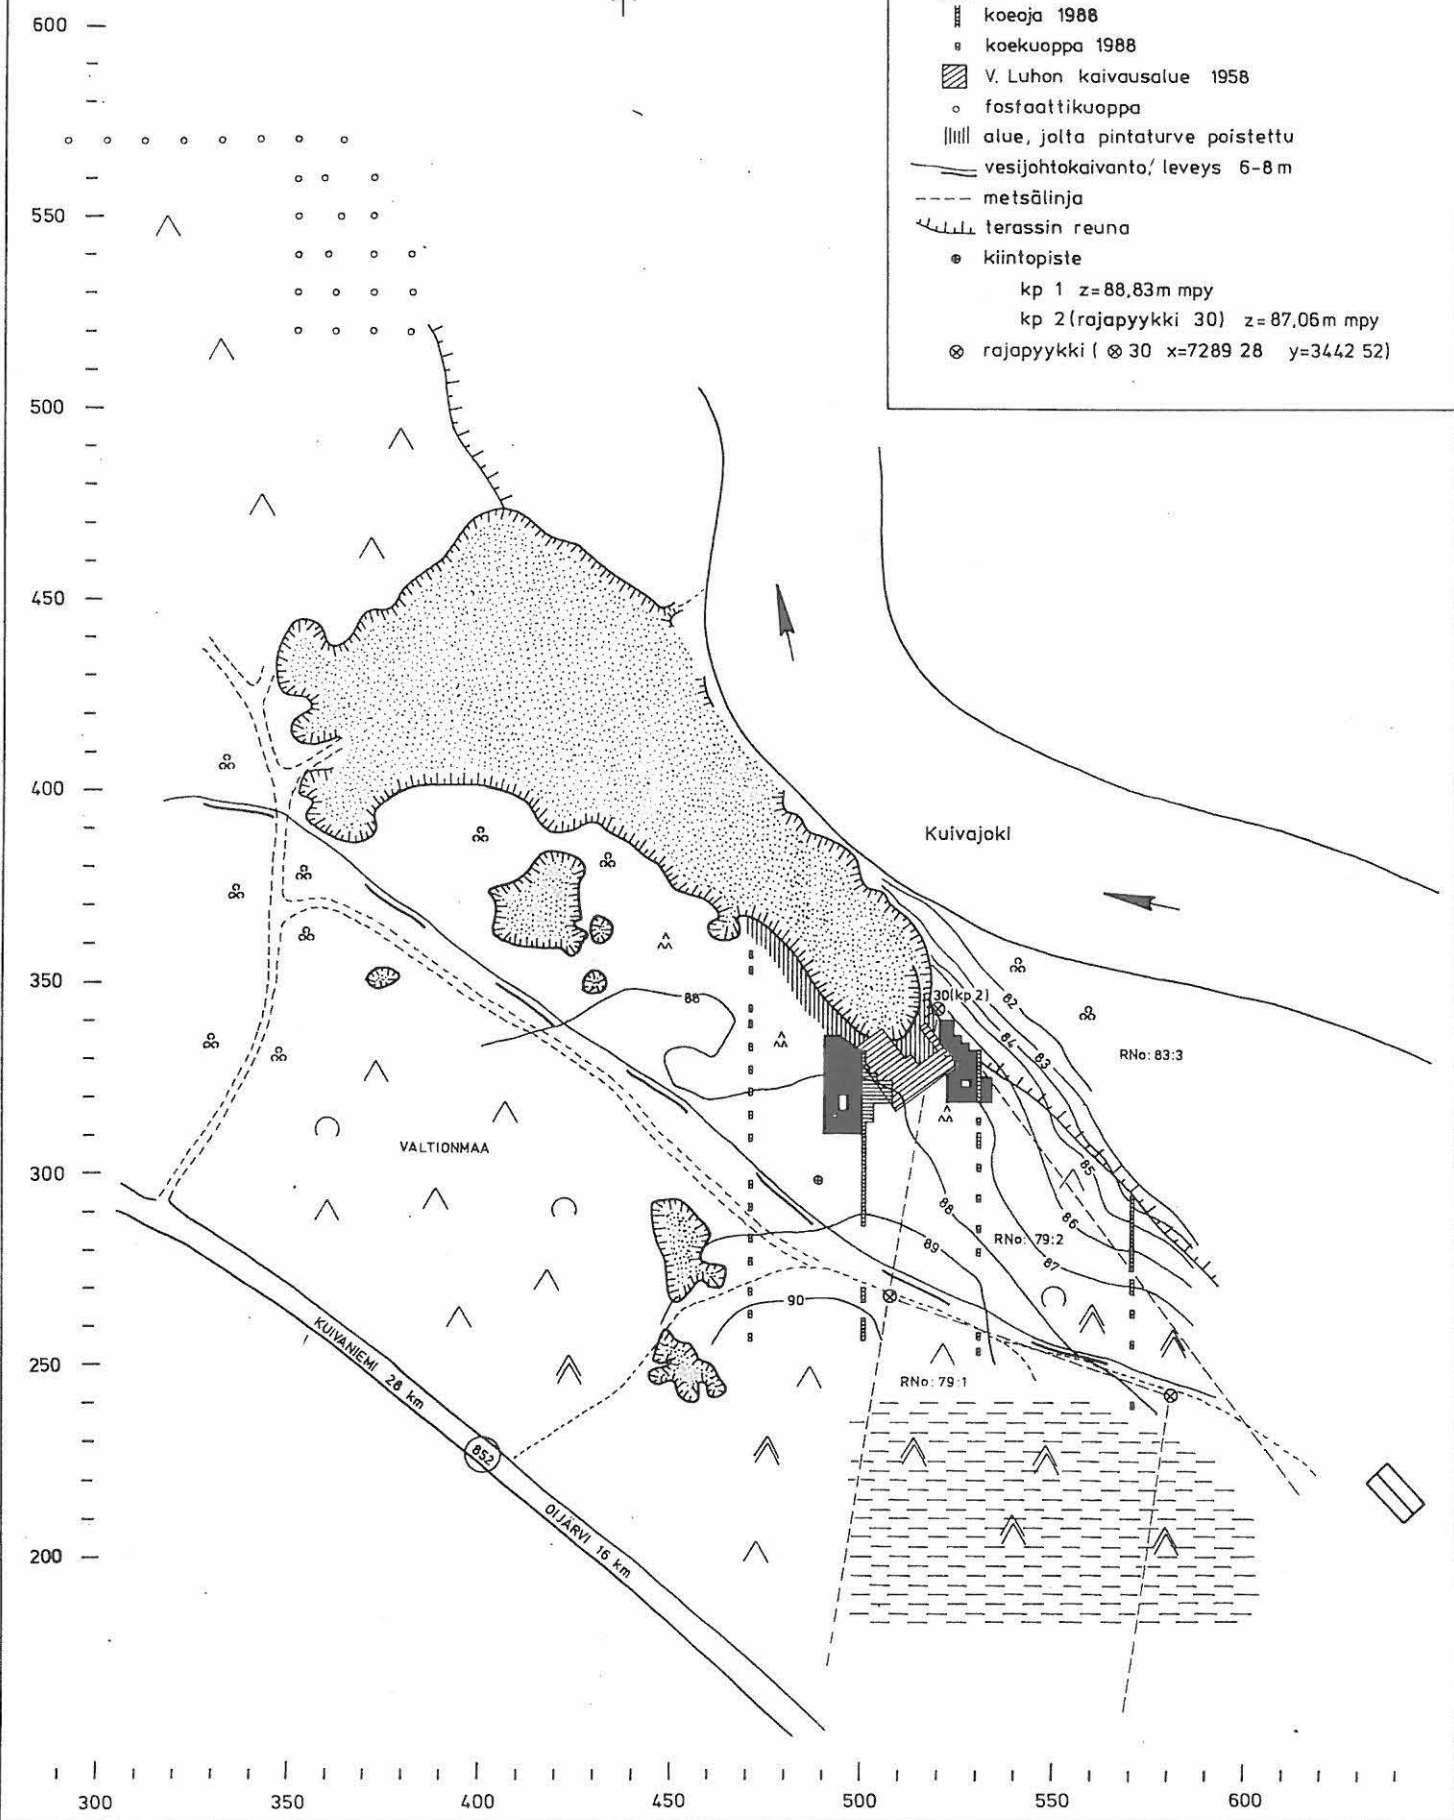 koeoja 1988
koekuoppa 1988
V. Luhon kaivausalue 1958
fosfaattikuoppa
alue, jolta pintaturve poistettu
vesijohtokaivanto, leveys 6-8 m
metsälinja
terassin reuna
kiintopiste
kp 1 z=88,83m mpy
kp 2 (rajapyykki 30) z=87,06m mpy
rajapyykki ( ⊗ 30 x=7289 28 y=3442 52)
600
550
500
450
400
350
300
250
200
Kuivajoki
30(kp2)
82
84
83
RNo: 83:3
88
VALTIONMAA
85
88
86
RNo: 79:2
89
87
90
RNo: 79:1
KUIVANIEMI 28 km
852
OIJÄRVI 16 km
300
350
400
450
500
550
600